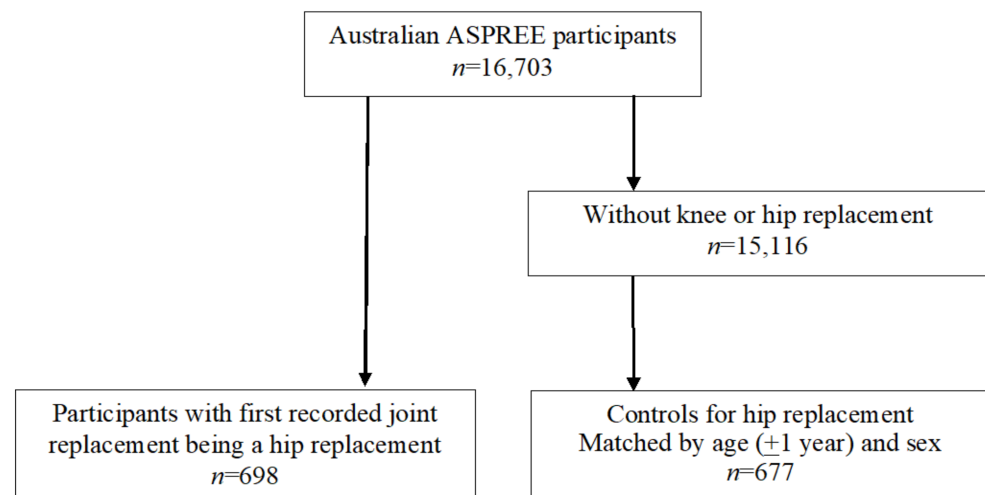 Australian ASPREE participants
n=16,703
Without knee or hip replacement
n=15,116
Participants with first recorded joint
replacement being a hip replacement
n=698
Controls for hip replacement
Matched by age (±1 year) and sex
n=677